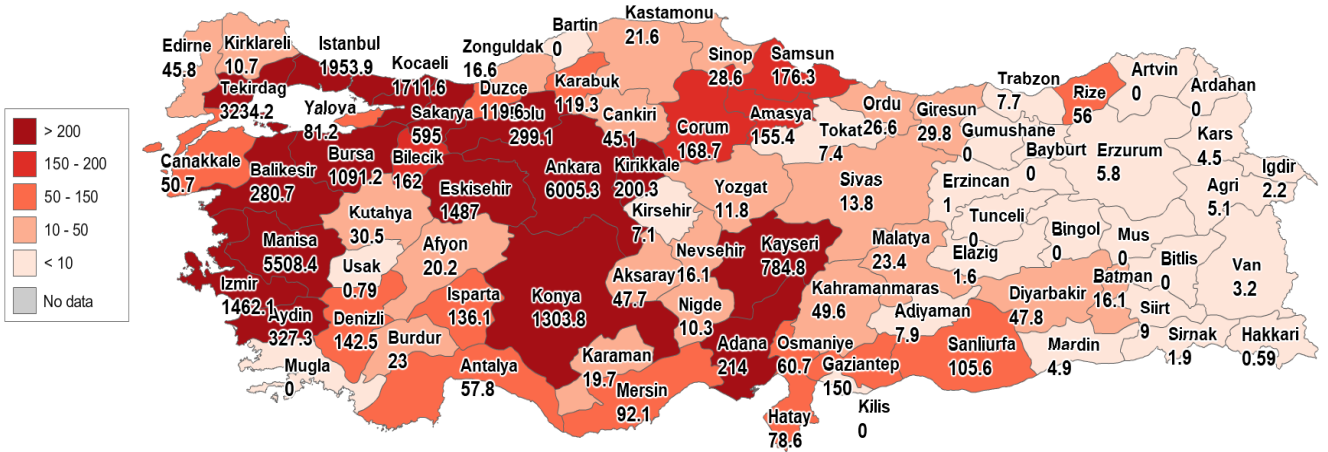 > 200
150 - 200
50 - 150
10 - 50
< 10
No data
Edirne
45.8
Kirklareli
10.7
Tekirdag
3234.2
Istanbul
1953.9
Kocaeli
1711.6
Yalova
81.2
Sakarya
595
Zonguldak
16.6
Duzce
119.6
olu
299.1
Bartin
0
Karabuk
119.3
Kastamonu
21.6
Cankiri
45.1
Sinop
28.6
Samsun
176.3
Corum
168.7
Amasya
155.4
Tokat
7.4
Ordu
26.6
Giresun
29.8
Trabzon
7.7
Rize
56
Artvin
0
Ardahan
0
Gumushane
0
Bayburt
0
Erzurum
5.8
Kars
4.5
Igdir
2.2
Agri
5.1
Canakkale
50.7
Balikesir
280.7
Bursa
1091.2
Bilecik
162
Eskisehir
1487
Ankara
6005.3
Kirikkale
200.3
Kirsehir
7.1
Yozgat
11.8
Sivas
13.8
Erzincan
1
Tunceli
0
Bingol
0
Mus
0
Bitlis
0
Van
3.2
Kutahya
30.5
Manisa
5508.4
Usak
0.79
Afyon
20.2
Izmir
1462.1
Aydin
327.3
Denizli
142.5
Mugla
0
Burdur
23
Isparta
136.1
Antalya
57.8
Konya
1303.8
Karaman
19.7
Mersin
92.1
Aksaray
47.7
Nevsehir
16.1
Nigde
10.3
Kayseri
784.8
Adana
214
Osmaniye
60.7
Hatay
78.6
Kahramanmaras
49.6
Malatya
23.4
Elazig
1.6
Adiyaman
7.9
Gaziantep
150
Kilis
0
Sanliurfa
105.6
Diyarbakir
47.8
Batman
16.1
Mardin
4.9
Siirt
9
Sirnak
1.9
Hakkari
0.59